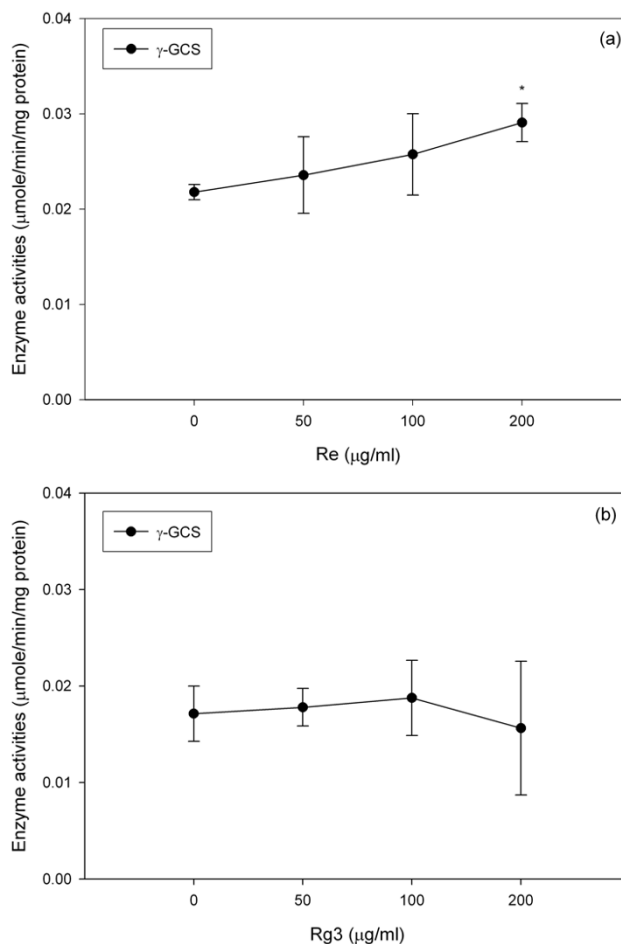 (a)
γ-GCS
*
Enzyme activities (μmole/min/mg protein)
0.04
0.03
0.02
0.01
0.00
0 50 100 200
Re (μg/ml)
(b)
γ-GCS
Enzyme activities (μmole/min/mg protein)
0.04
0.03
0.02
0.01
0.00
0 50 100 200
Rg3 (μg/ml)